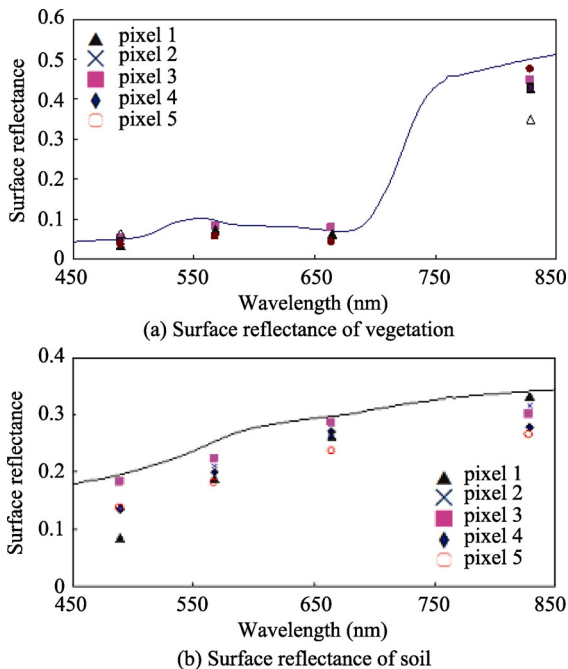 0.6
0.5
0.4
0.3
0.2
0.1
0
Surface reflectance
pixel 1
pixel 2
pixel 3
pixel 4
pixel 5
450
550
650
750
850
Wavelength (nm)
(a) Surface reflectance of vegetation
0.4
0.3
0.2
0.1
0
Surface reflectance
pixel 1
pixel 2
pixel 3
pixel 4
pixel 5
450
550
650
750
850
Wavelength (nm)
(b) Surface reflectance of soil